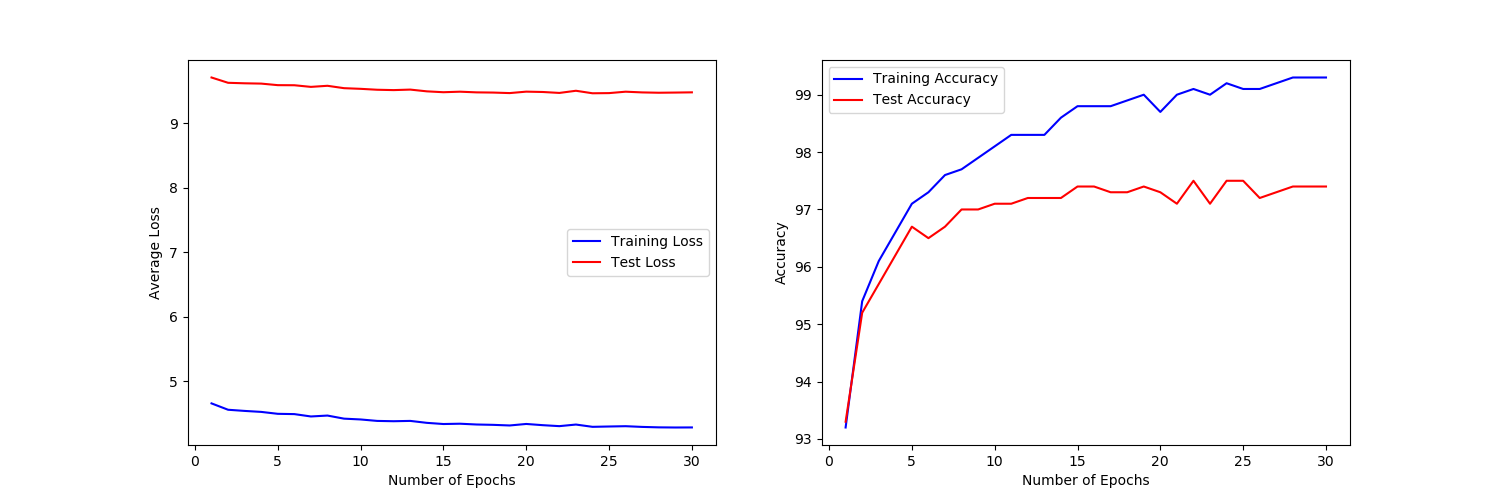 9
8
7
6
5
Average Loss
Training Loss
Test Loss
0 5 10 15 20 25 30
Number of Epochs
Training Accuracy
Test Accuracy
99
98
97
96
95
94
93
Accuracy
0 5 10 15 20 25 30
Number of Epochs